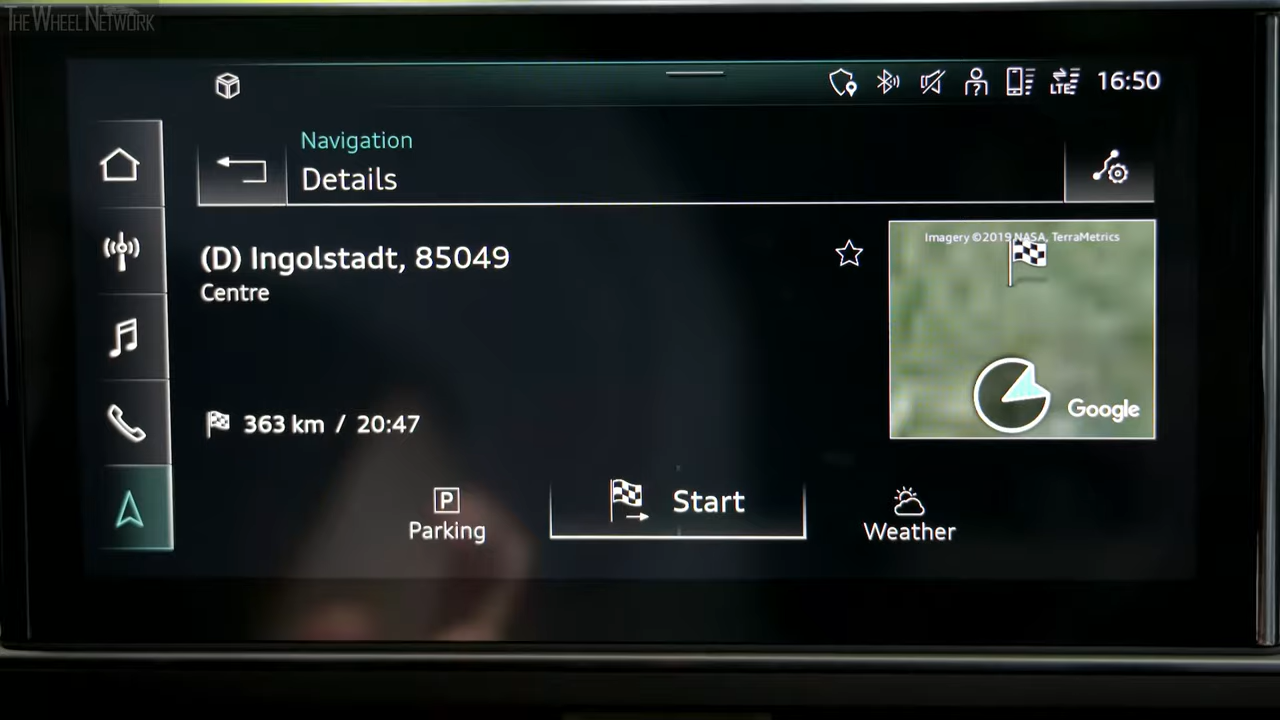 THE WHEEL NETWORK
LTE
16:50
Navigation
Details
(D) Ingolstadt, 85049
Centre
Imagery ©2019 NASA, TerraMetrics
Google
363 km / 20:47
P
Parking
Start
Weather